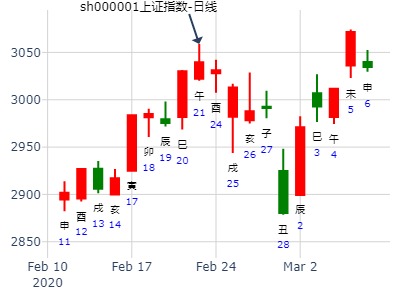 sh000001上证指数-日线
3050
3000
2950
2900
2850
申
11
酉
12
戌
13
亥
14
寅
17
卯
18
辰
19
巳
20
午
21
酉
24
戌
25
亥
26
子
27
丑
28
辰
2
巳
3
午
4
未
5
申
6
Feb 10
2020
Feb 17
Feb 24
Mar 2